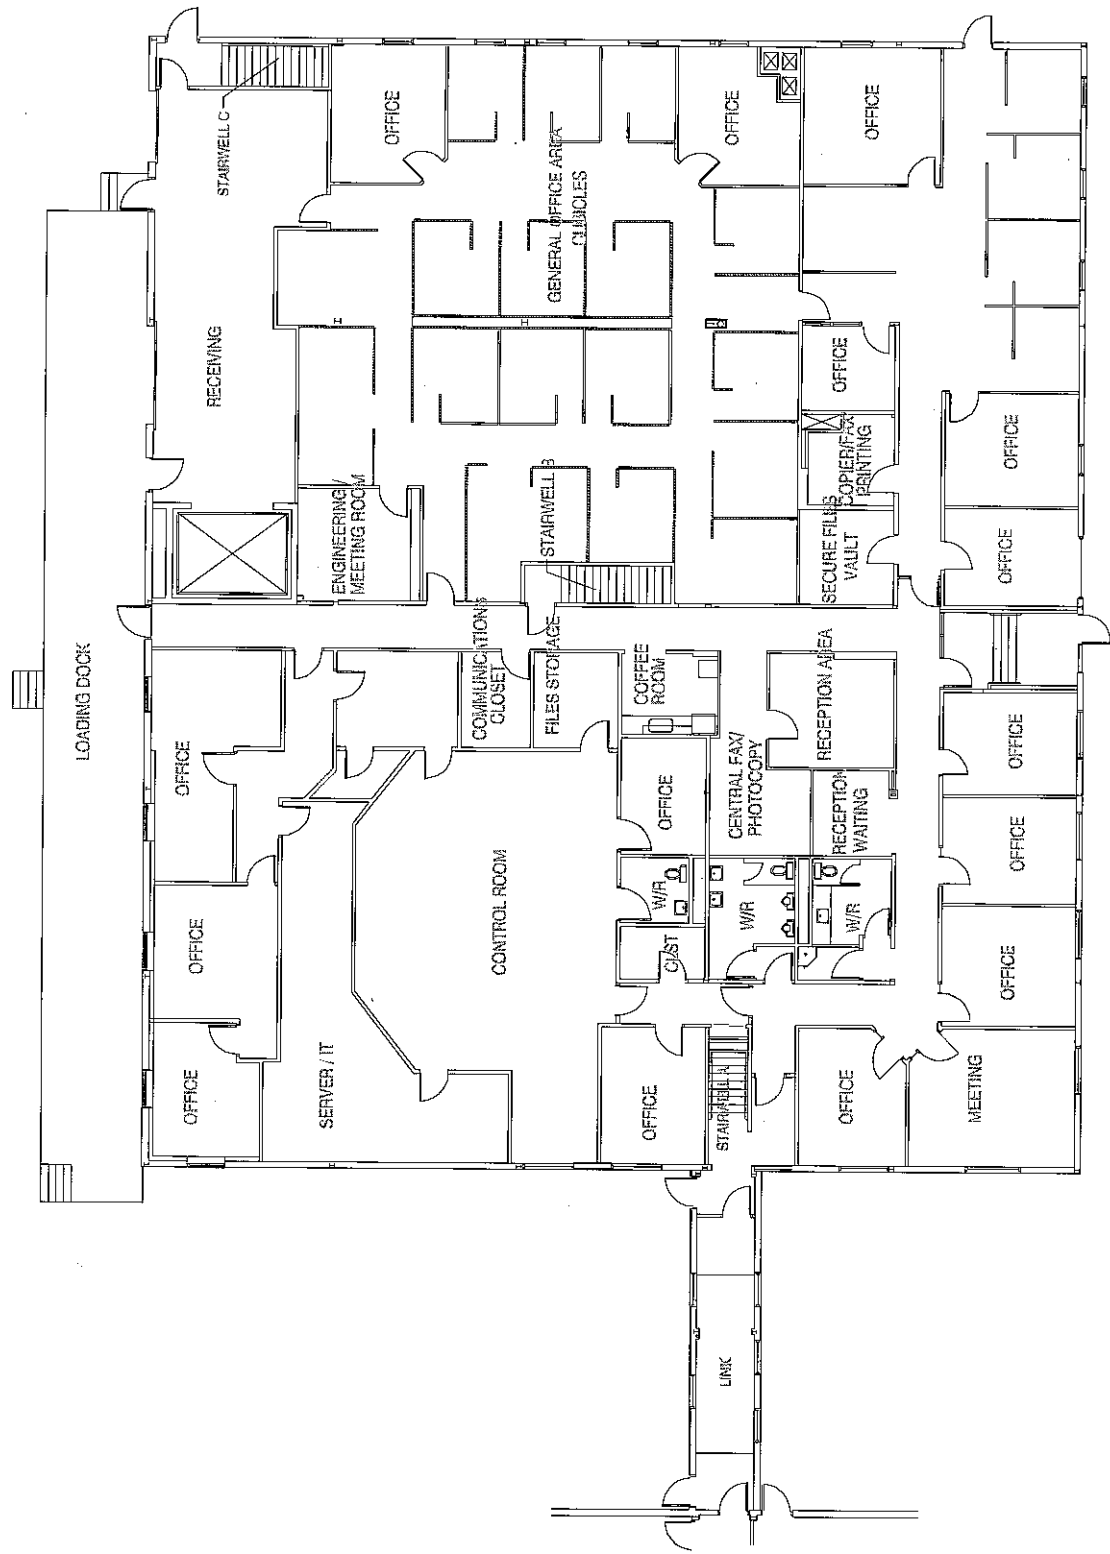 LOADING DOCK
OFFICE
OFFICE
OFFICE
RECEIVING
STAIRWELL C
SERVER / IT
ENGINEERING /
MEETING ROOM
OFFICE
CONTROL ROOM
COMMUNICATIONS
CLOSET
FILES STORAGE
STAIRWELL B
GENERAL OFFICE AREA
CUBICLES
OFFICE
CLST
W/R
OFFICE
COFFEE
ROOM
LINK
STAIRWELL A
W/R
CENTRAL FAX/
PHOTOCOPY
OFFICE
OFFICE
W/R
RECEPTION
WAITING
RECEPTION AREA
SECURE FILES
VAULT
COPIER/FAX/
PRINTING
OFFICE
OFFICE
MEETING
OFFICE
OFFICE
OFFICE
OFFICE
OFFICE